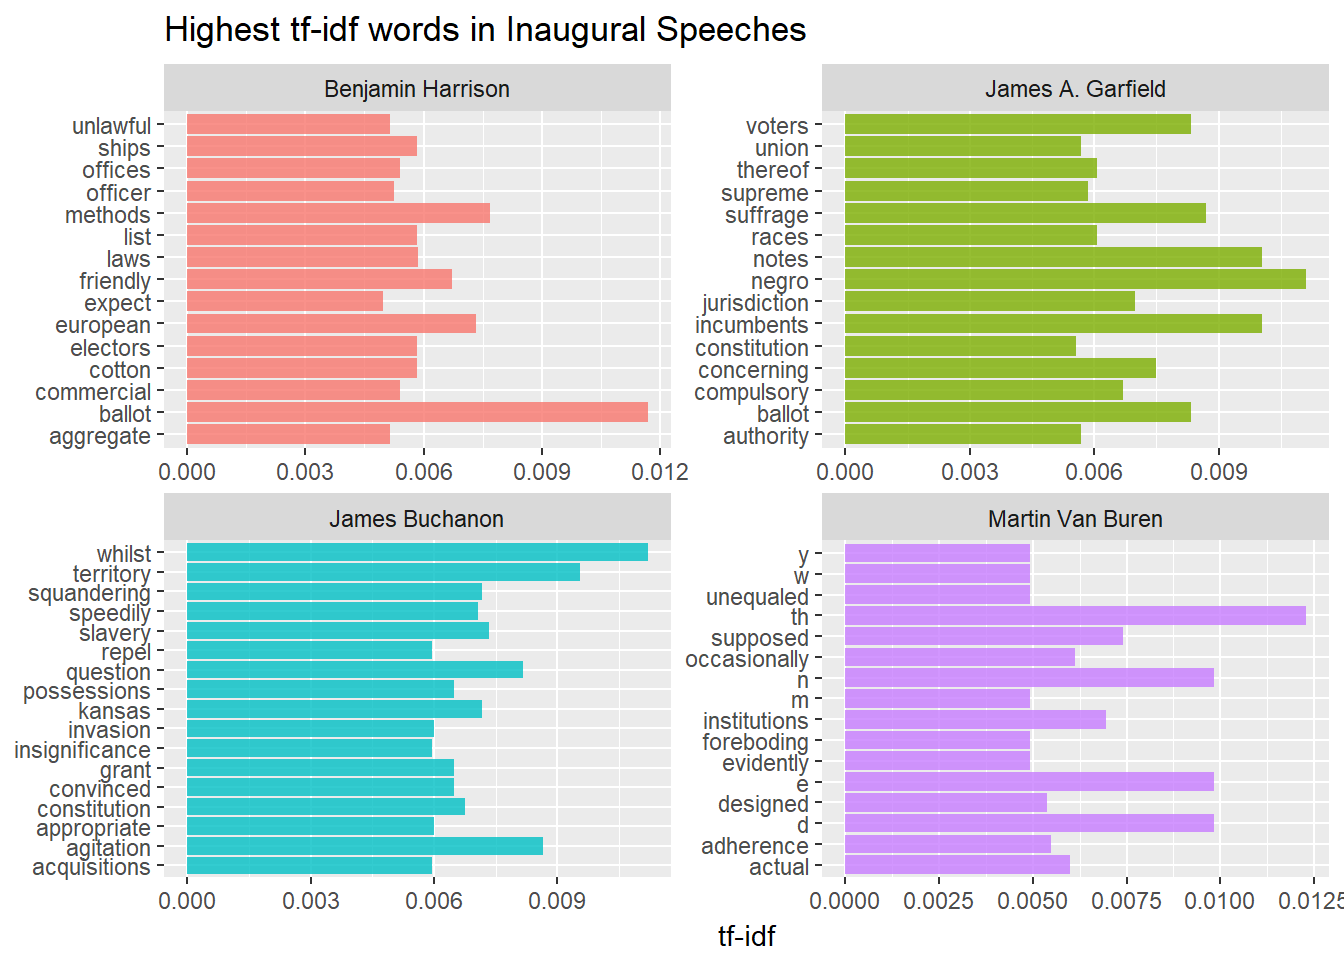 Highest tf-idf words in Inaugural Speeches
Benjamin Harrison
unlawful
ships
offices
officer
methods
list
laws
friendly
expect
european
electors
cotton
commercial
ballot
aggregate
0.000 0.003 0.006 0.009 0.012
James A. Garfield
voters
union
thereof
supreme
suffrage
races
notes
negro
jurisdiction
incumbents
constitution
concerning
compulsory
ballot
authority
0.000 0.003 0.006 0.009
James Buchanon
whilst
territory
squandering
speedily
slavery
repel
question
possessions
kansas
invasion
insignificance
grant
convinced
constitution
appropriate
agitation
acquisitions
0.000 0.003 0.006 0.009
Martin Van Buren
y
w
unequaled
th
supposed
occasionally
n
m
institutions
foreboding
evidently
e
designed
d
adherence
actual
0.0000 0.0025 0.0050 0.0075 0.0100 0.0125
tf-idf